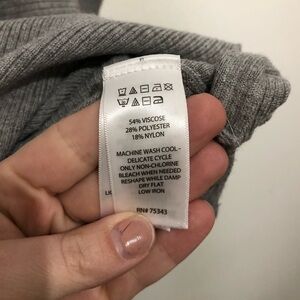 54% VISCOSE
28% POLYESTER
18% NYLON
MACHINE WASH COOL -
DELICATE CYCLE
ONLY NON-CHLORINE
BLEACH WHEN NEEDED
RESHAPE WHILE DAMP
DRY FLAT
LOW IRON
RN# 75343